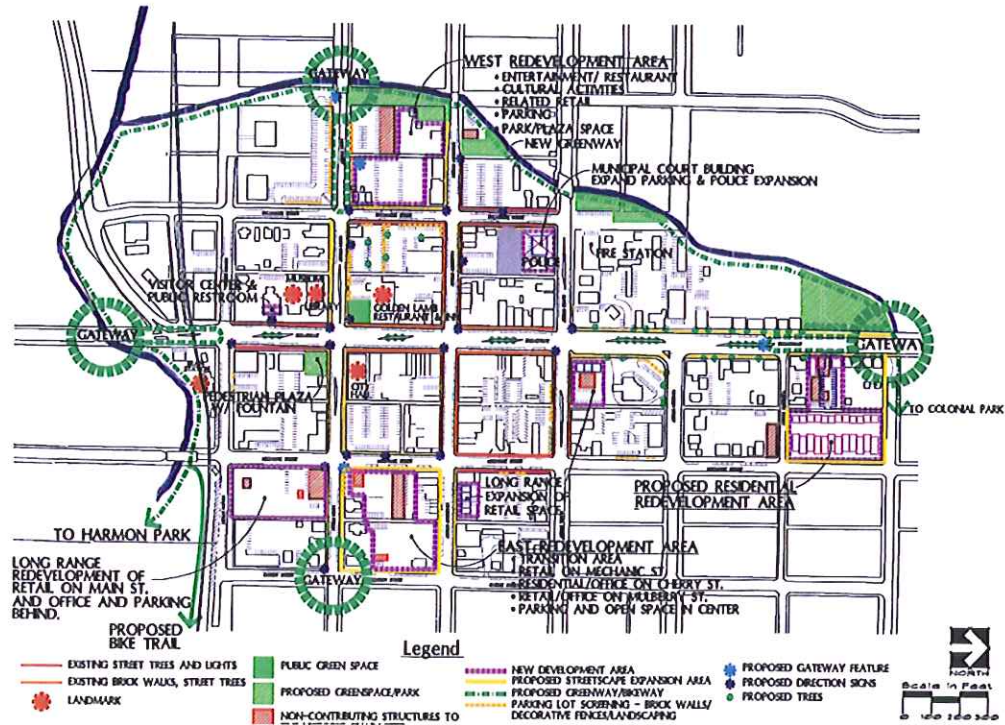 GATEWAY
WEST REDEVELOPMENT AREA
• ENTERTAINMENT/ RESTAURANT
• CULTURAL ACTIVITIES
• RELATED RETAIL
• PARKING
• PARK/PLAZA SPACE
NEW GREENWAY
MUNICIPAL COURT BUILDING
EXPAND PARKING & POLICE EXPANSION
POLICE
FIRE STATION
VISITOR CENTER &
PUBLIC RESTROOM
MUSEUM
LIBRARY
GOLDEN LAMB
RESTAURANT & INN
GATEWAY
GATEWAY
PEDESTRIAN PLAZA
W/ FOUNTAIN
CITY
HALL
TO COLONIAL PARK
LONG RANGE
EXPANSION OF
RETAIL SPACE
PROPOSED RESIDENTIAL
REDEVELOPMENT AREA
TO HARMON PARK
EAST REDEVELOPMENT AREA
• TRANSITION AREA
• RETAIL ON MECHANIC ST.
• RESIDENTIAL/OFFICE ON CHERRY ST.
• RETAIL/OFFICE ON MULBERRY ST.
• PARKING AND OPEN SPACE IN CENTER
GATEWAY
LONG RANGE
REDEVELOPMENT OF
RETAIL ON MAIN ST.
AND OFFICE AND PARKING
BEHIND.
PROPOSED
BIKE TRAIL
Legend
EXISTING STREET TREES AND LIGHTS
EXISTING BRICK WALKS, STREET TREES
LANDMARK
PUBLIC GREEN SPACE
PROPOSED GREENSPACE/PARK
NON-CONTRIBUTING STRUCTURES TO
NEW DEVELOPMENT AREA
PROPOSED STREETSCAPE EXPANSION AREA
PROPOSED GREENWAY/BIKEWAY
PARKING LOT SCREENING - BRICK WALLS/
DECORATIVE FENCES/LANDSCAPING
PROPOSED GATEWAY FEATURE
PROPOSED DIRECTION SIGNS
PROPOSED TREES
NORTH
Scale in Feet